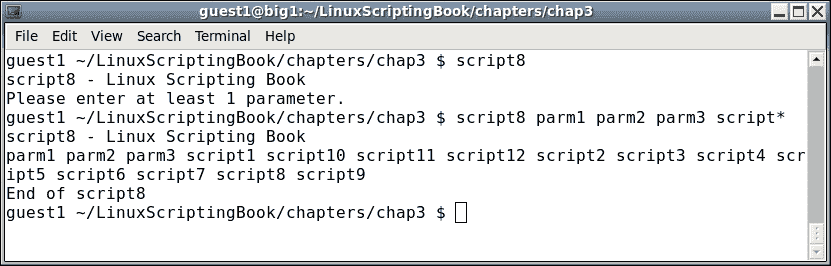 guest1@big1:~/LinuxScriptingBook/chapters/chap3
File Edit View Search Terminal Help
guest1 ~/LinuxScriptingBook/chapters/chap3 $ script8
script8 - Linux Scripting Book
Please enter at least 1 parameter.
guest1 ~/LinuxScriptingBook/chapters/chap3 $ script8 parm1 parm2 parm3 script*
script8 - Linux Scripting Book
parm1 parm2 parm3 script1 script10 script11 script12 script2 script3 script4 scr
ipt5 script6 script7 script8 script9
End of script8
guest1 ~/LinuxScriptingBook/chapters/chap3 $